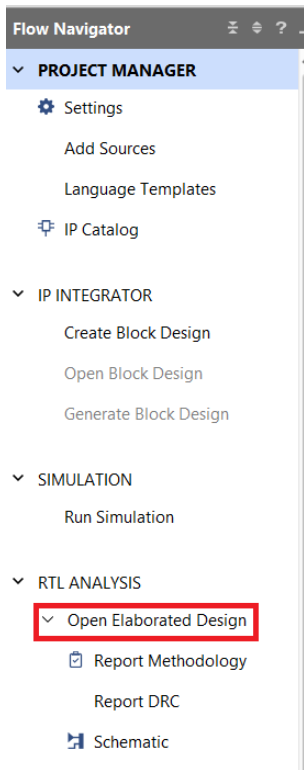 Flow Navigator ?
PROJECT MANAGER
Settings
Add Sources
Language Templates
IP Catalog
IP INTEGRATOR
Create Block Design
Open Block Design
Generate Block Design
SIMULATION
Run Simulation
RTL ANALYSIS
Open Elaborated Design
Report Methodology
Report DRC
Schematic